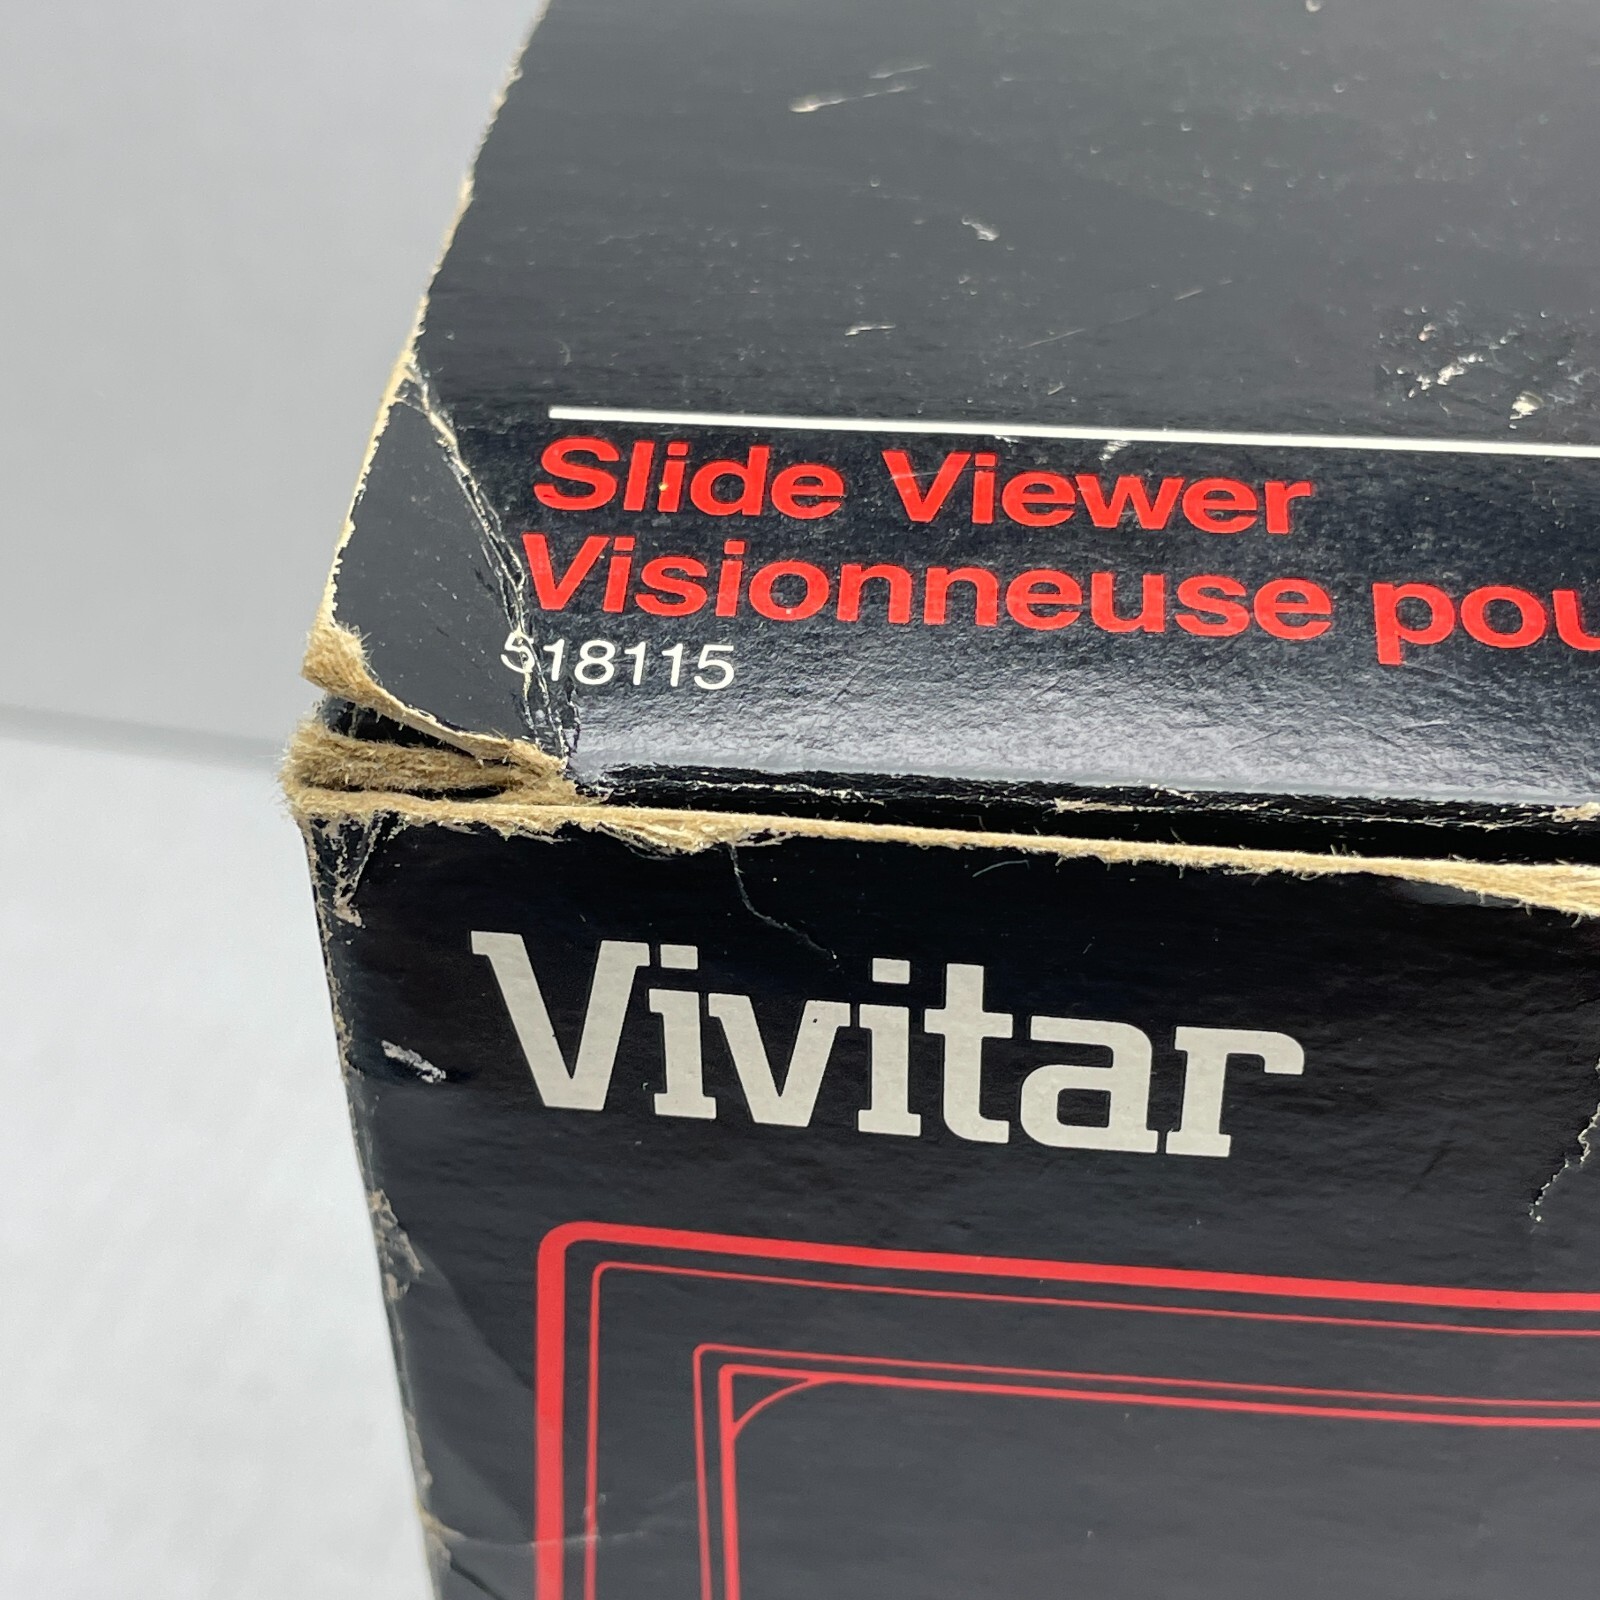 Slide Viewer
Visionneuse pou
518115
Vivitar